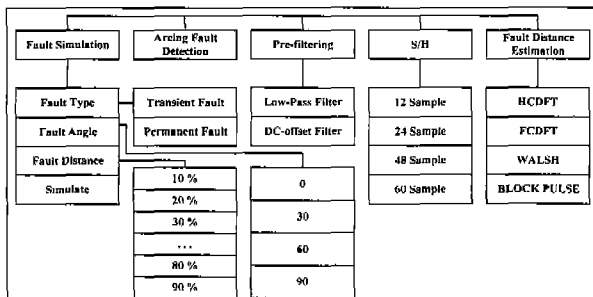 Fault Simulation
Arcing Fault
Detection
Pre-filtering
S/H
Fault Distance
Estimation
Fault Type
Fault Angle
Fault Distance
Simulate
Transient Fault
Permanent Fault
Low-Pass Filter
DC-offset Filter
12 Sample
24 Sample
48 Sample
60 Sample
HCDFT
FCDFT
WALSH
BLOCK PULSE
10 %
20 %
30 %
...
80 %
90 %
0
30
60
90